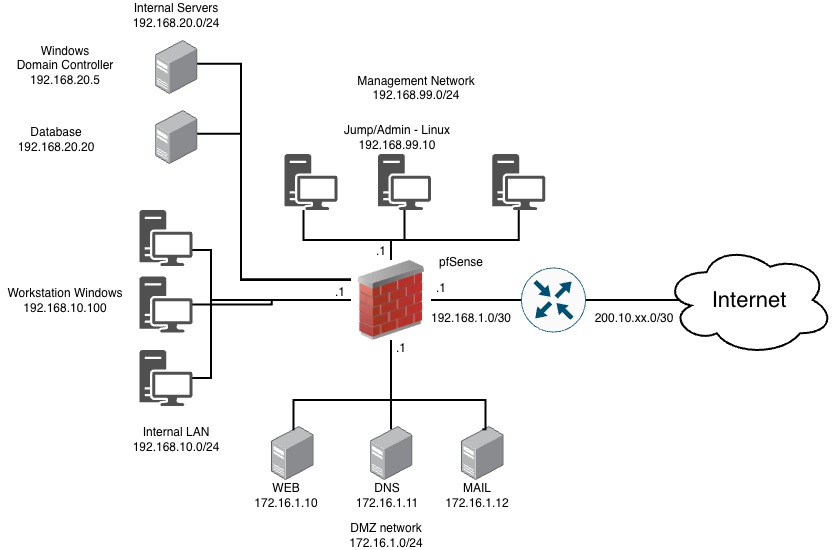 Internal Servers
192.168.20.0/24
Windows
Domain Controller
192.168.20.5
Database
192.168.20.20
Management Network
192.168.99.0/24
Jump/Admin - Linux
192.168.99.10
.1
pfSense
.1
.1
192.168.1.0/30
200.10.xx.0/30
Internet
Workstation Windows
192.168.10.100
.1
Internal LAN
192.168.10.0/24
WEB
172.16.1.10
DNS
172.16.1.11
MAIL
172.16.1.12
DMZ network
172.16.1.0/24